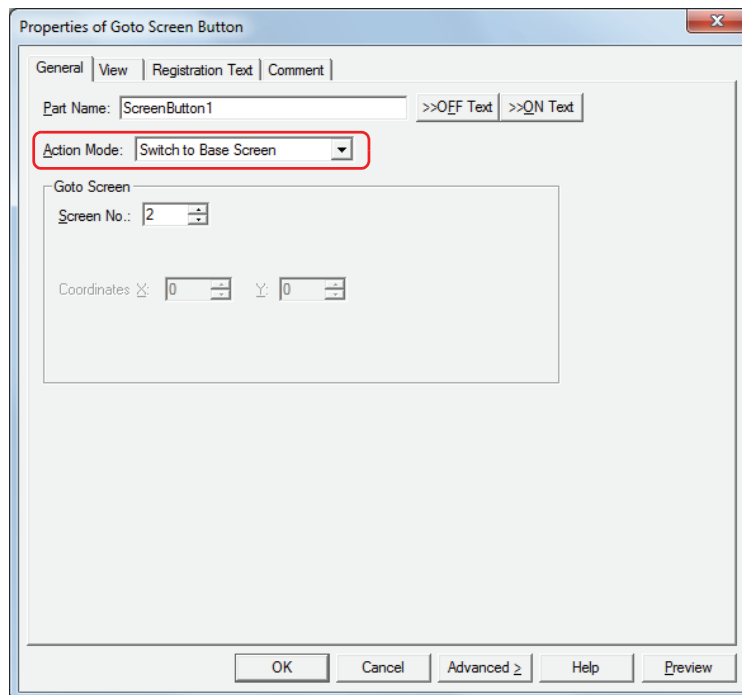 Properties of Goto Screen Button
General View Registration Text Comment
Part Name: ScreenButton1 >>OFF Text >>ON Text
Action Mode: Switch to Base Screen
Goto Screen
Screen No.: 2
Coordinates X: 0 Y: 0
OK Cancel Advanced > Help Preview